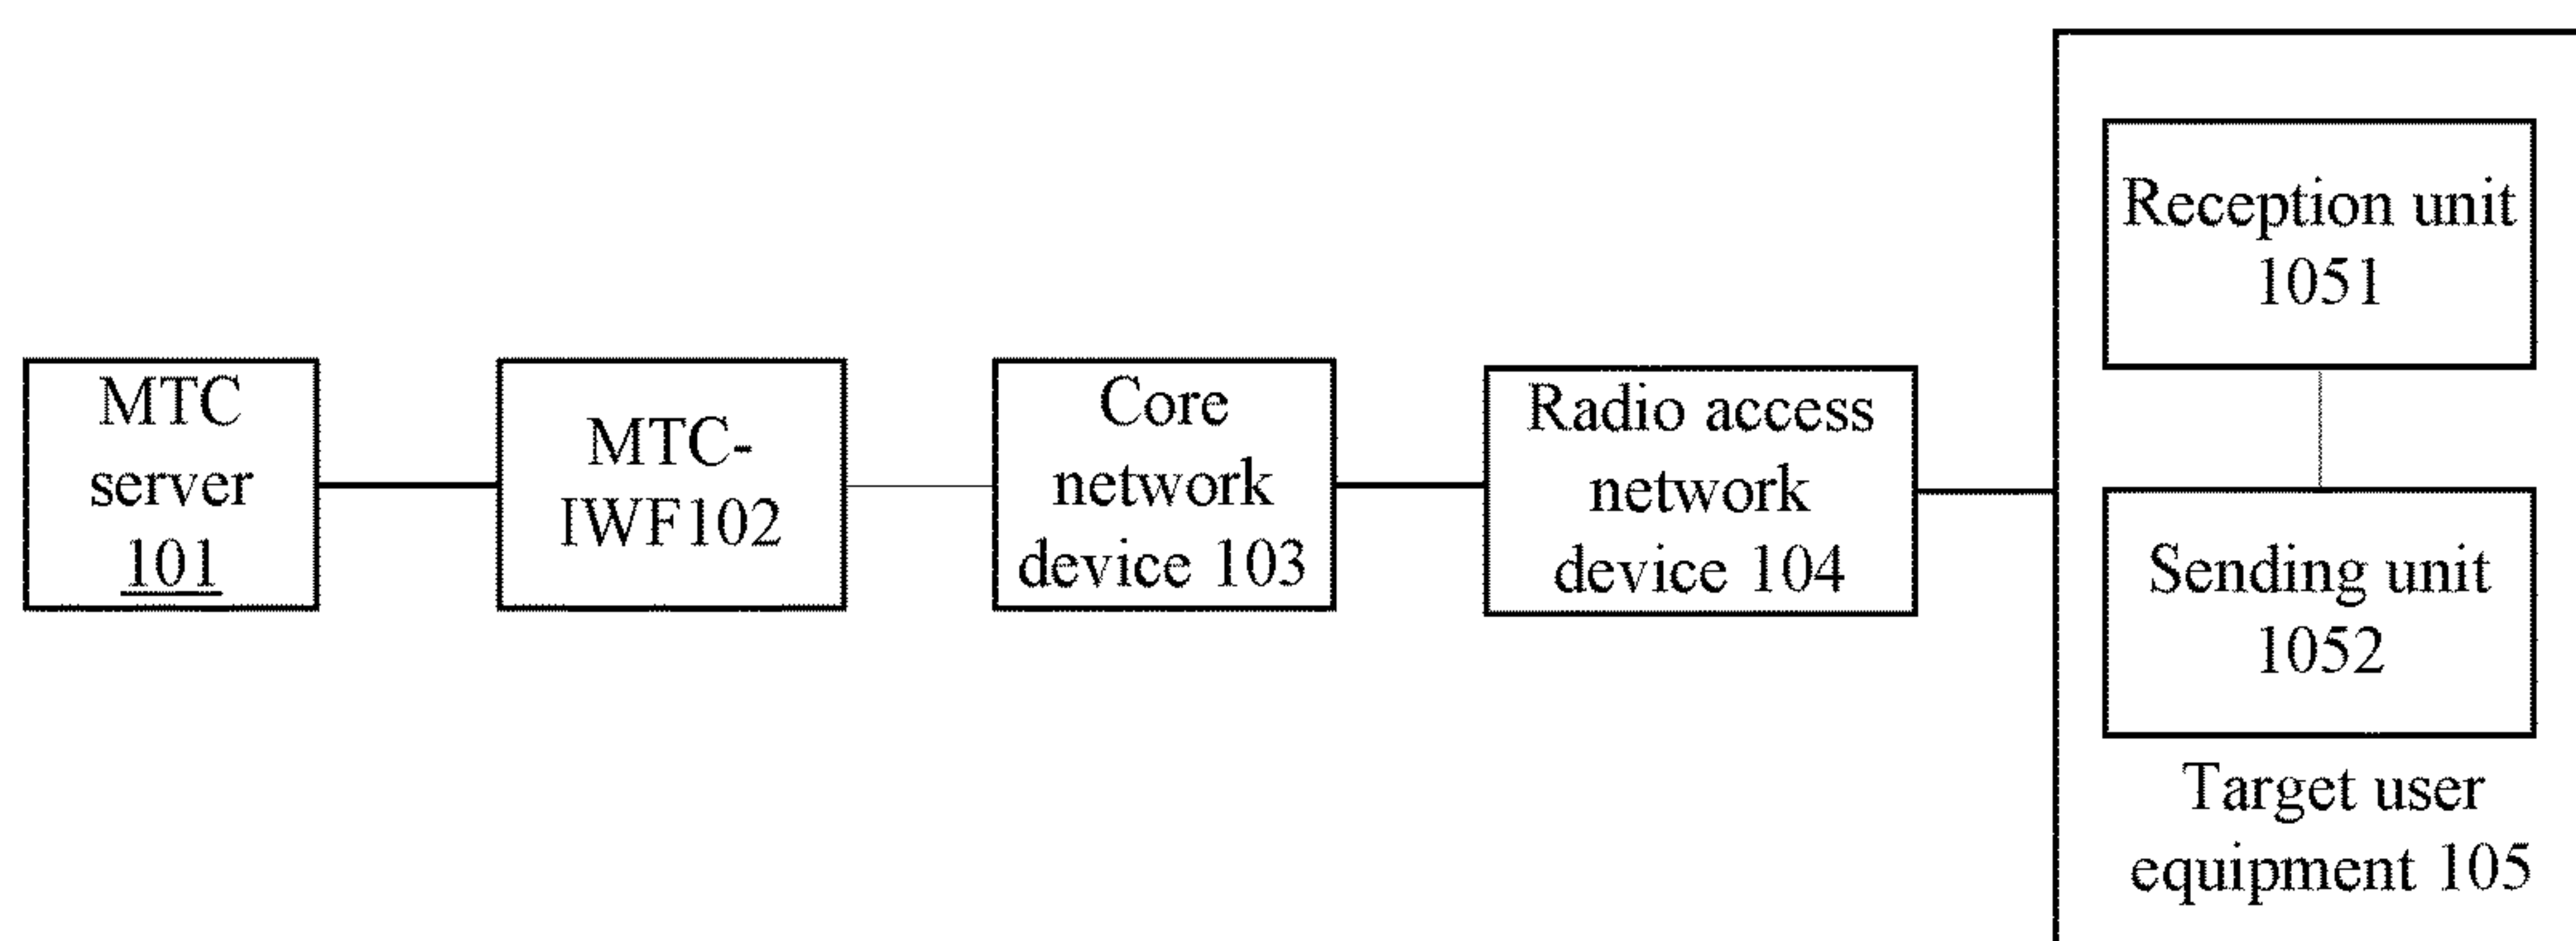 MTC
server
101
MTC-
IWF102
Core
network
device 103
Radio access
network
device 104
Reception unit
1051
Sending unit
1052
Target user
equipment 105